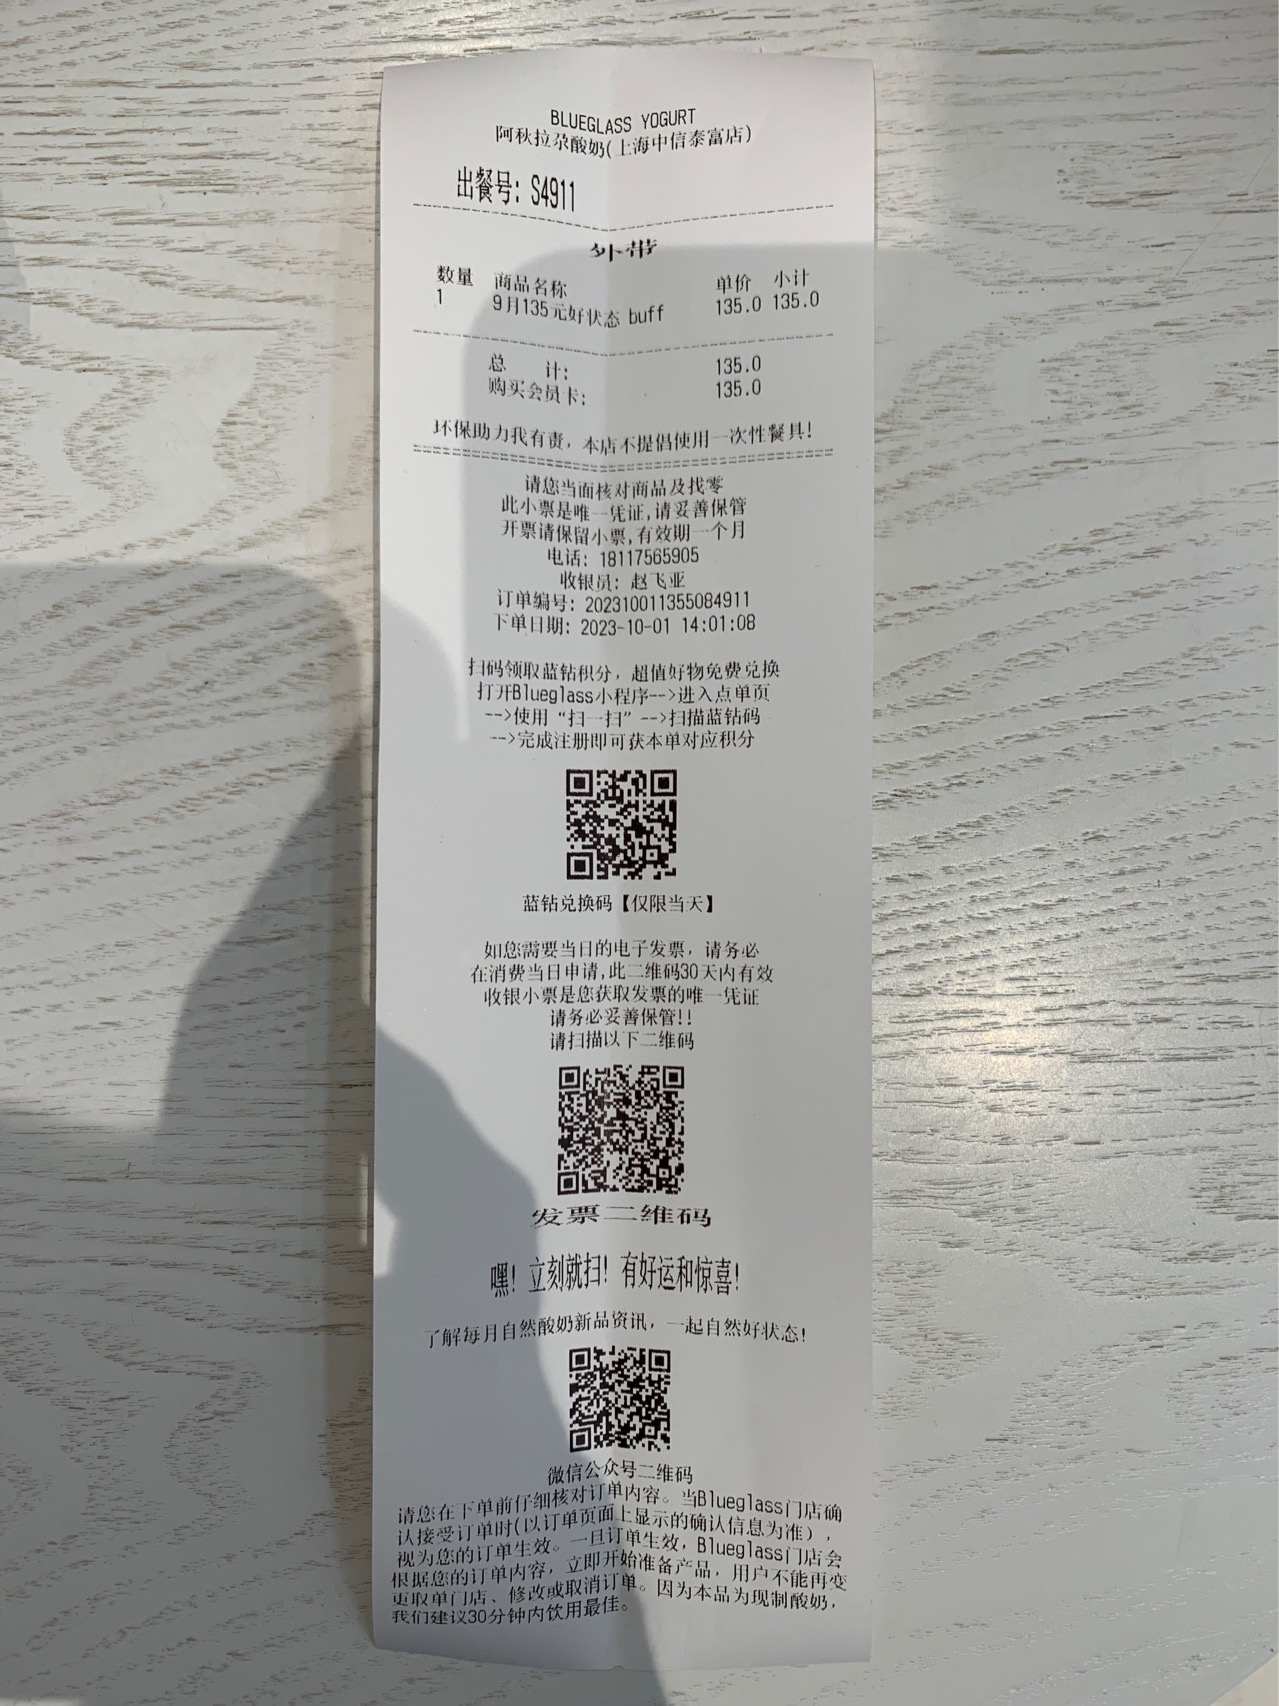 BLUEGLASS YOGURT
阿秋拉尕酸奶(上海中信泰富店)
出餐号: S4911
外带
数量 商品名称 单价 小计
1 9月135元好状态 buff 135.0 135.0
总 计: 135.0
购买会员卡: 135.0
环保助力我有责，本店不提倡使用一次性餐具!
请您当面核对商品及找零
此小票是唯一凭证,请妥善保管
开票请保留小票,有效期一个月
电话: 18117565905
收银员: 赵飞亚
订单编号: 202310011355084911
下单日期: 2023-10-01 14:01:08
扫码领取蓝钻积分，超值好物免费兑换
打开Blueglass小程序-->进入点单页
-->使用“扫一扫”-->扫描蓝钻码
-->完成注册即可获本单对应积分
蓝钻兑换码【仅限当天】
如您需要当日的电子发票，请务必
在消费当日申请,此二维码30天内有效
收银小票是您获取发票的唯一凭证
请务必妥善保管!!
请扫描以下二维码
发票二维码
嘿! 立刻就扫! 有好运和惊喜!
了解每月自然酸奶新品资讯，一起自然好状态!
微信公众号二维码
请您在下单前仔细核对订单内容。当Blueglass门店确
认接受订单时(以订单页面上显示的确认信息为准)，
视为您的订单生效。一旦订单生效，Blueglass门店会
根据您的订单内容，立即开始准备产品，用户不能再变
更取单门店、修改或取消订单。因为本品为现制酸奶，
我们建议30分钟内饮用最佳。